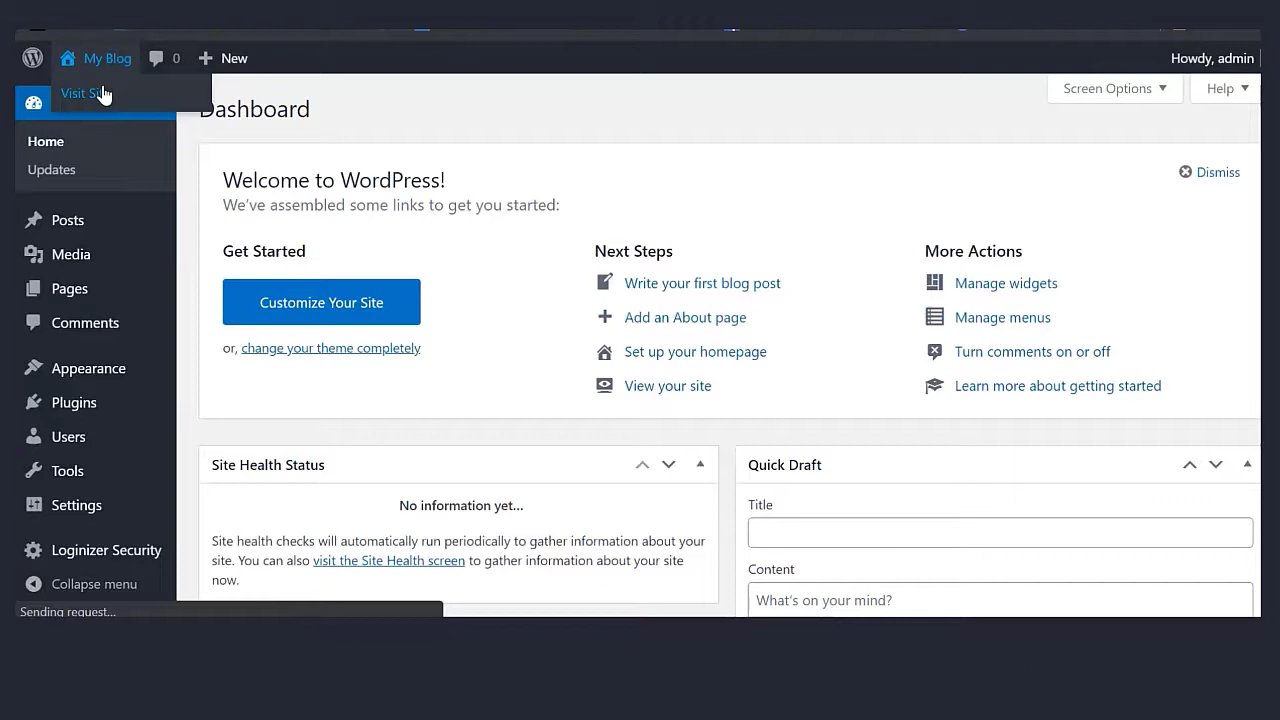 My Blog 0 New Howdy, admin
Visit
Dashboard
Screen Options Help
Home
Updates
Posts
Media
Pages
Comments
Appearance
Plugins
Users
Tools
Settings
Loginizer Security
Collapse menu
Welcome to WordPress!
Dismiss
We've assembled some links to get you started:
Get Started
Customize Your Site
or, change your theme completely
Next Steps
Write your first blog post
Add an About page
Set up your homepage
View your site
More Actions
Manage widgets
Manage menus
Turn comments on or off
Learn more about getting started
Site Health Status
No information yet...
Site health checks will automatically run periodically to gather information about your
site. You can also visit the Site Health screen to gather information about your site
now.
Quick Draft
Title
Content
What's on your mind?
Sending request...